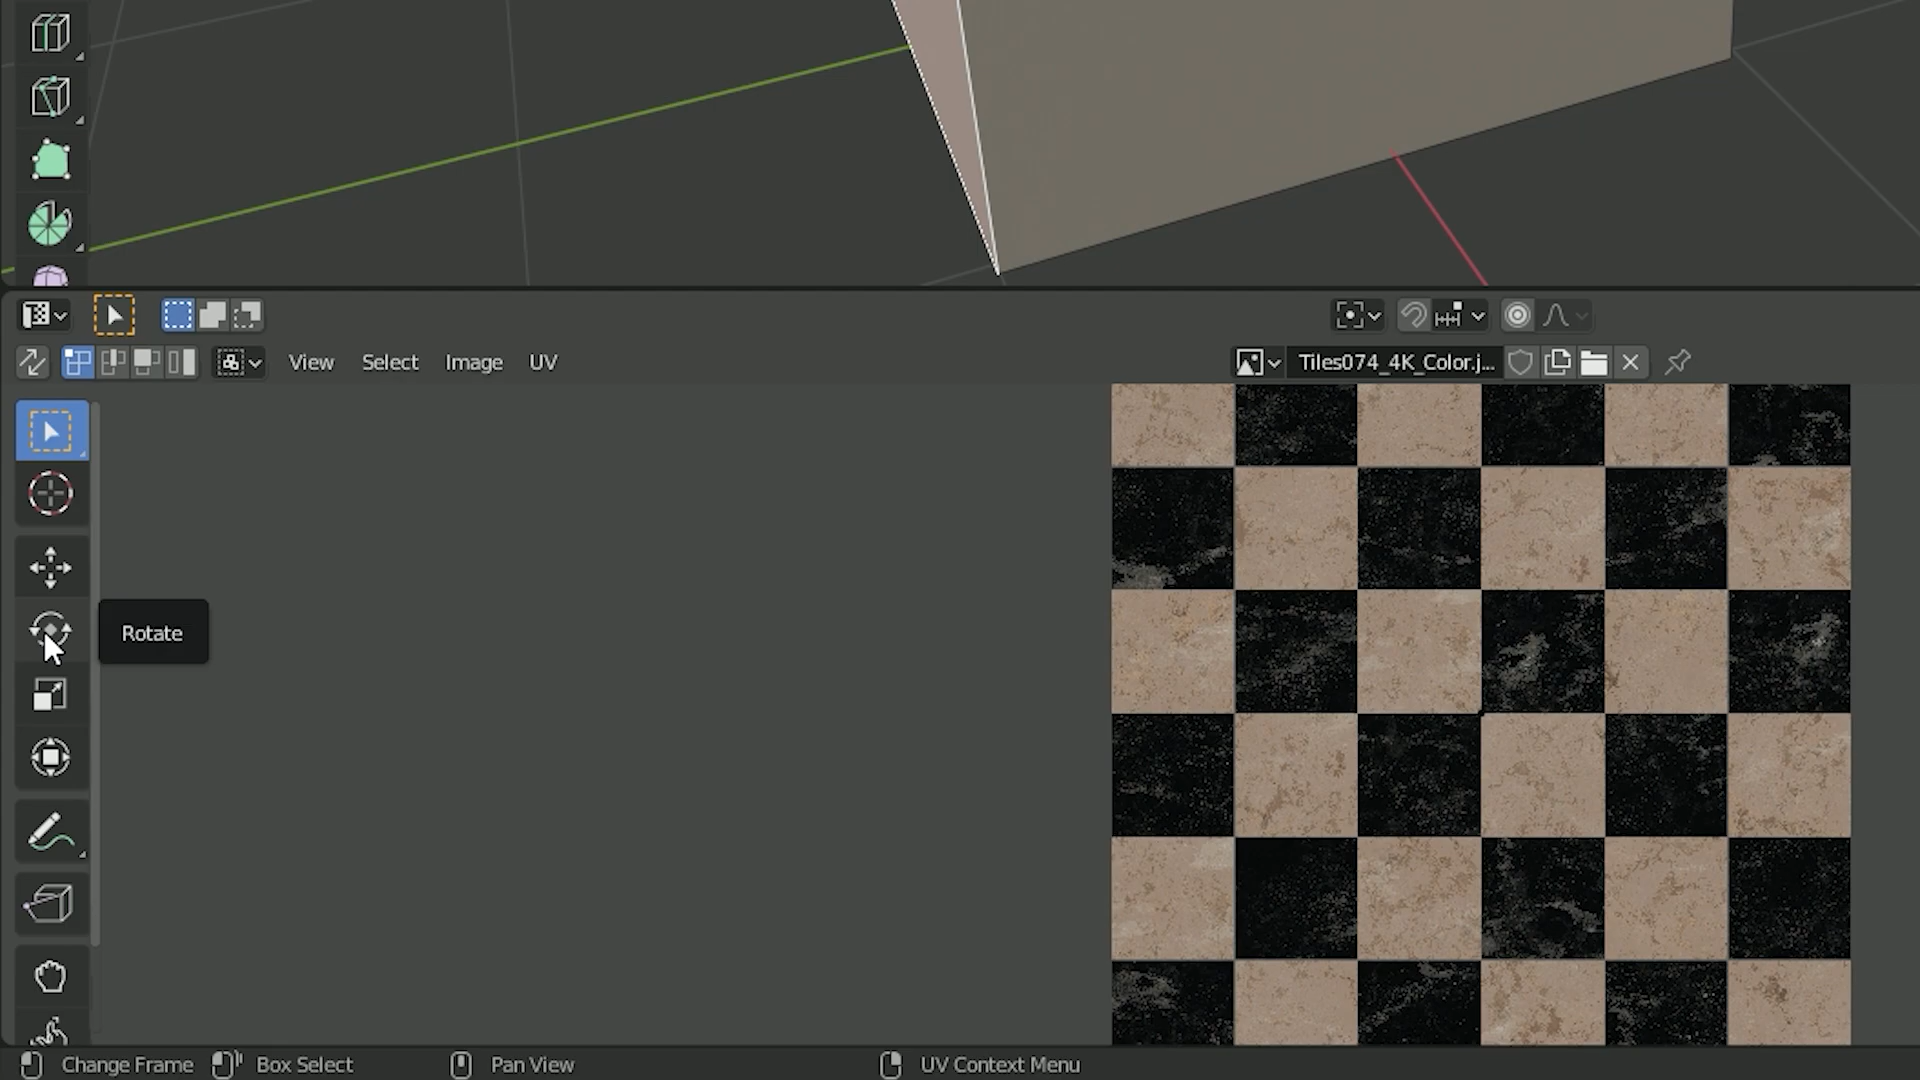 View Select Image UV
Tiles074_4K_Color.j...
Rotate
Change Frame Box Select Pan View UV Context Menu